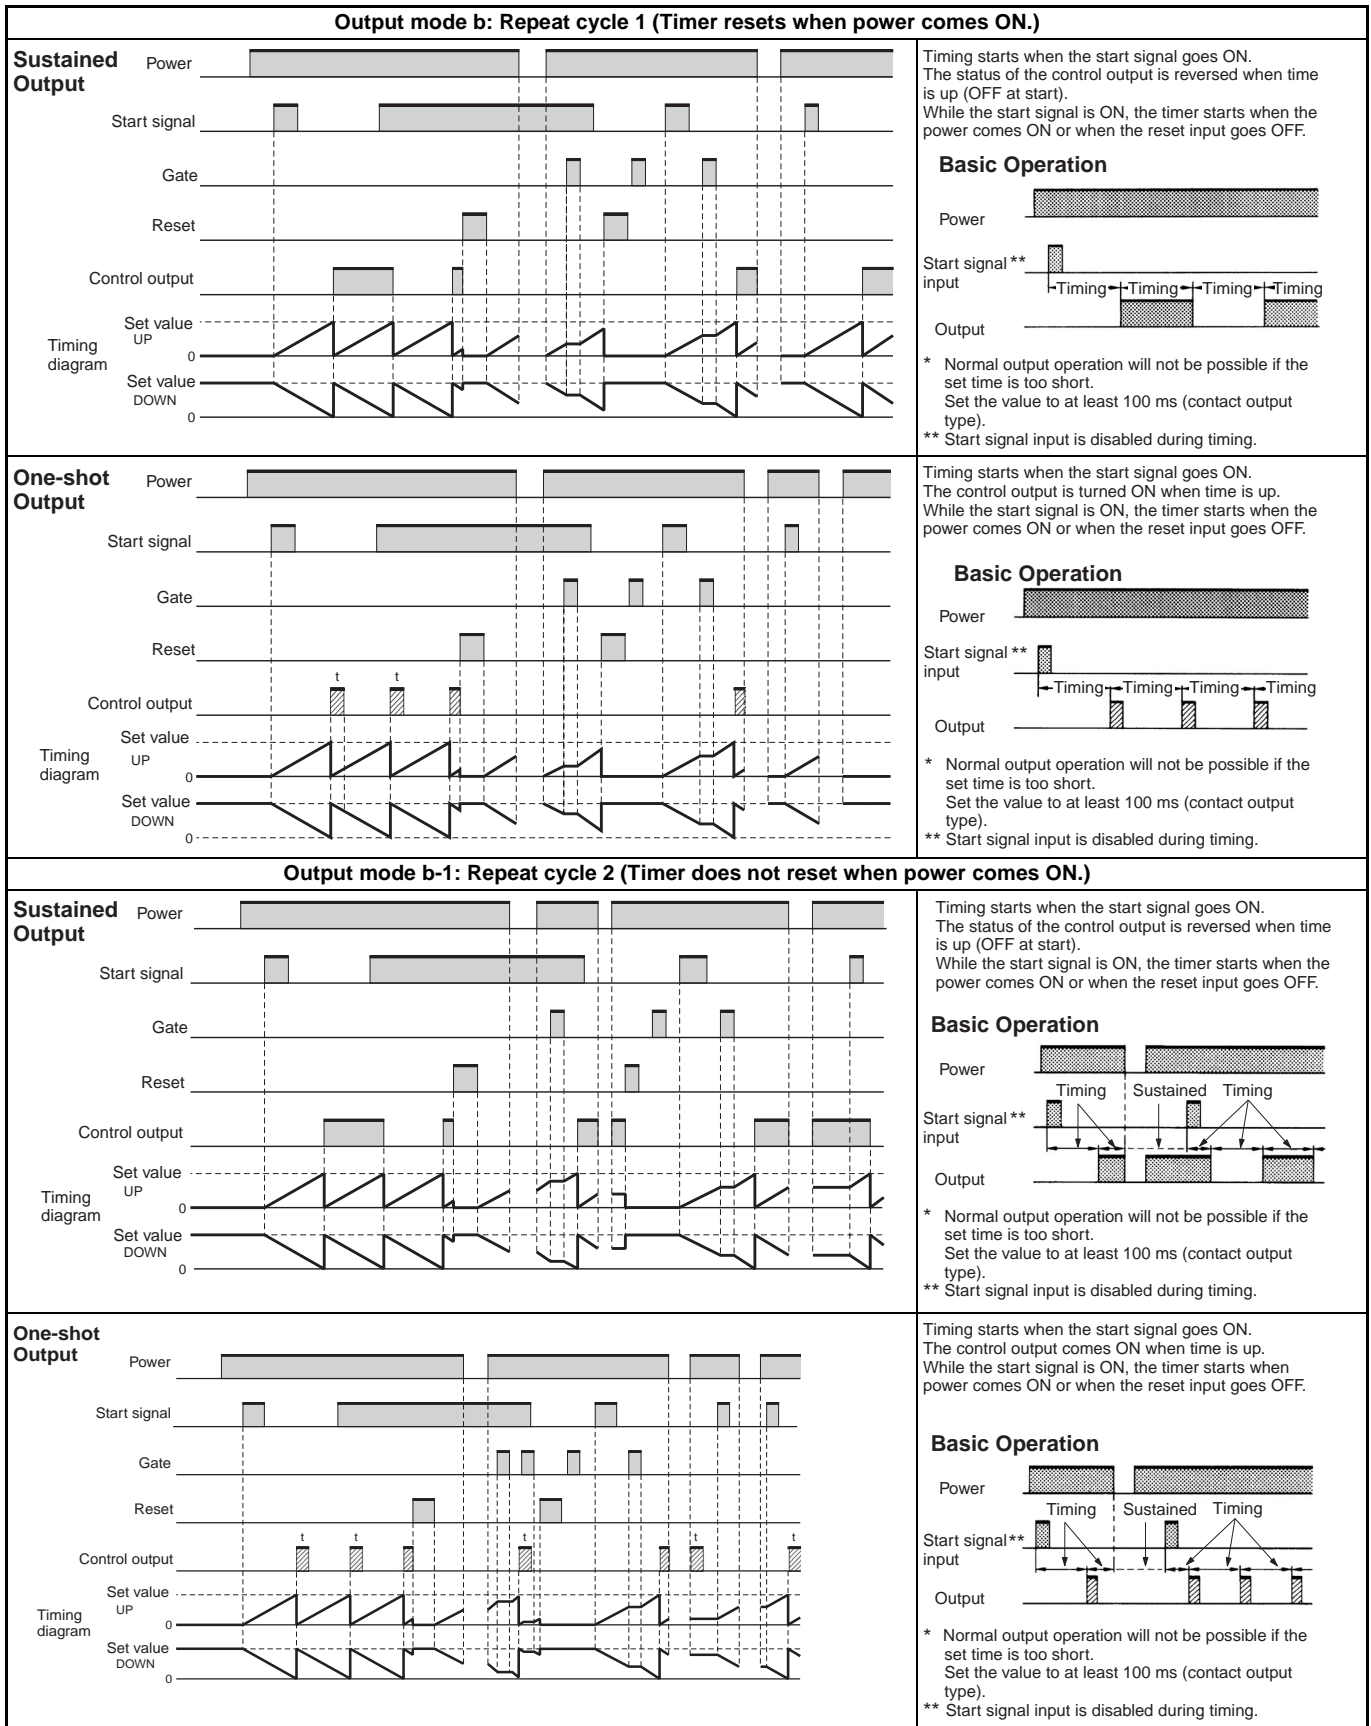 Output mode b: Repeat cycle 1 (Timer resets when power comes ON.)
Sustained
Output
Power
Start signal
Gate
Reset
Control output
Timing
diagram
Set value
UP
0
Set value
DOWN
0
Timing starts when the start signal goes ON.
The status of the control output is reversed when time
is up (OFF at start).
While the start signal is ON, the timer starts when the
power comes ON or when the reset input goes OFF.
Basic Operation
Power
Start signal **
input
Timing Timing Timing Timing
Output
* Normal output operation will not be possible if the
set time is too short.
Set the value to at least 100 ms (contact output
type).
** Start signal input is disabled during timing.
One-shot
Output
Power
Start signal
Gate
Reset
t t
Control output
Timing
diagram
Set value
UP
0
Set value
DOWN
0
Timing starts when the start signal goes ON.
The control output is turned ON when time is up.
While the start signal is ON, the timer starts when the
power comes ON or when the reset input goes OFF.
Basic Operation
Power
Start signal **
input
Timing Timing Timing Timing
Output
* Normal output operation will not be possible if the
set time is too short.
Set the value to at least 100 ms (contact output
type).
** Start signal input is disabled during timing.
Output mode b-1: Repeat cycle 2 (Timer does not reset when power comes ON.)
Sustained
Output
Power
Start signal
Gate
Reset
Control output
Timing
diagram
Set value
UP
0
Set value
DOWN
0
Timing starts when the start signal goes ON.
The status of the control output is reversed when time
is up (OFF at start).
While the start signal is ON, the timer starts when the
power comes ON or when the reset input goes OFF.
Basic Operation
Power
Timing Sustained Timing
Start signal **
input
Output
* Normal output operation will not be possible if the
set time is too short.
Set the value to at least 100 ms (contact output
type).
** Start signal input is disabled during timing.
One-shot
Output
Power
Start signal
Gate
Reset
t t t t t
Control output
Timing
diagram
Set value
UP
0
Set value
DOWN
0
Timing starts when the start signal goes ON.
The control output comes ON when time is up.
While the start signal is ON, the timer starts when
power comes ON or when the reset input goes OFF.
Basic Operation
Power
Timing Sustained Timing
Start signal**
input
Output
* Normal output operation will not be possible if the
set time is too short.
Set the value to at least 100 ms (contact output
type).
** Start signal input is disabled during timing.